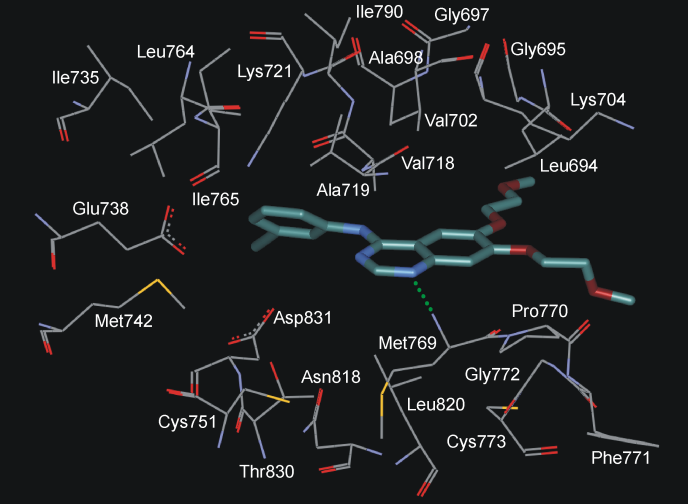 Ile790
Gly697
Leu764
Ala698
Gly695
Ile735
Lys721
Lys704
Val702
Val718
Leu694
Ala719
Ile765
Glu738
Met742
Asp831
Pro770
Met769
Gly772
Asn818
Leu820
Cys751
Cys773
Thr830
Phe771